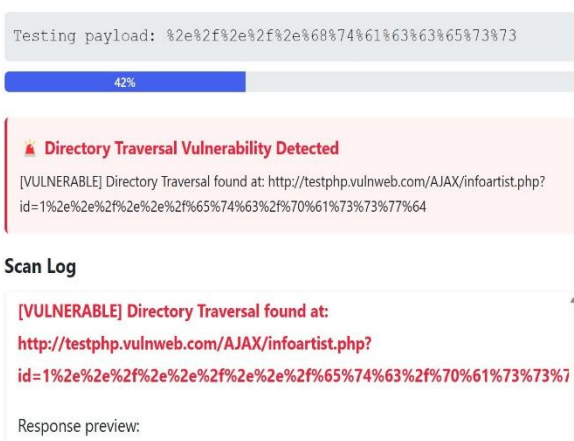 Testing payload: %2e%2f%2e%2f%2e%68%74%61%63%63%65%73%73
42%
Directory Traversal Vulnerability Detected
[VULNERABLE] Directory Traversal found at: http://testphp.vulnweb.com/AJAX/infoartist.php?
id=1%2e%2e%2f%2e%2e%2f%65%74%63%2f%70%61%73%73%77%64
Scan Log
[VULNERABLE] Directory Traversal found at:
http://testphp.vulnweb.com/AJAX/infoartist.php?
id=1%2e%2e%2f%2e%2e%2f%2e%2e%2f%65%74%63%2f%70%61%73%73%7
Response preview: